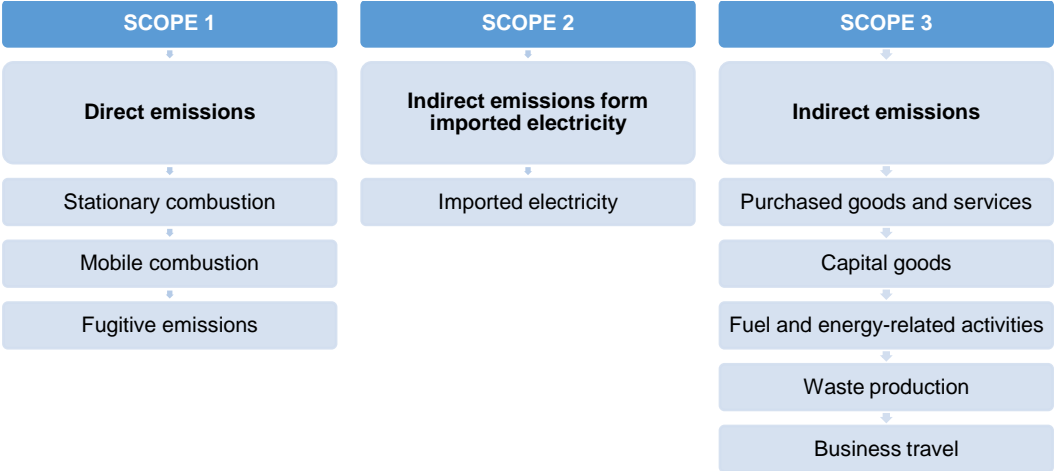 SCOPE 1
Direct emissions
Stationary combustion
Mobile combustion
Fugitive emissions
SCOPE 2
Indirect emissions form
imported electricity
Imported electricity
SCOPE 3
Indirect emissions
Purchased goods and services
Capital goods
Fuel and energy-related activities
Waste production
Business travel